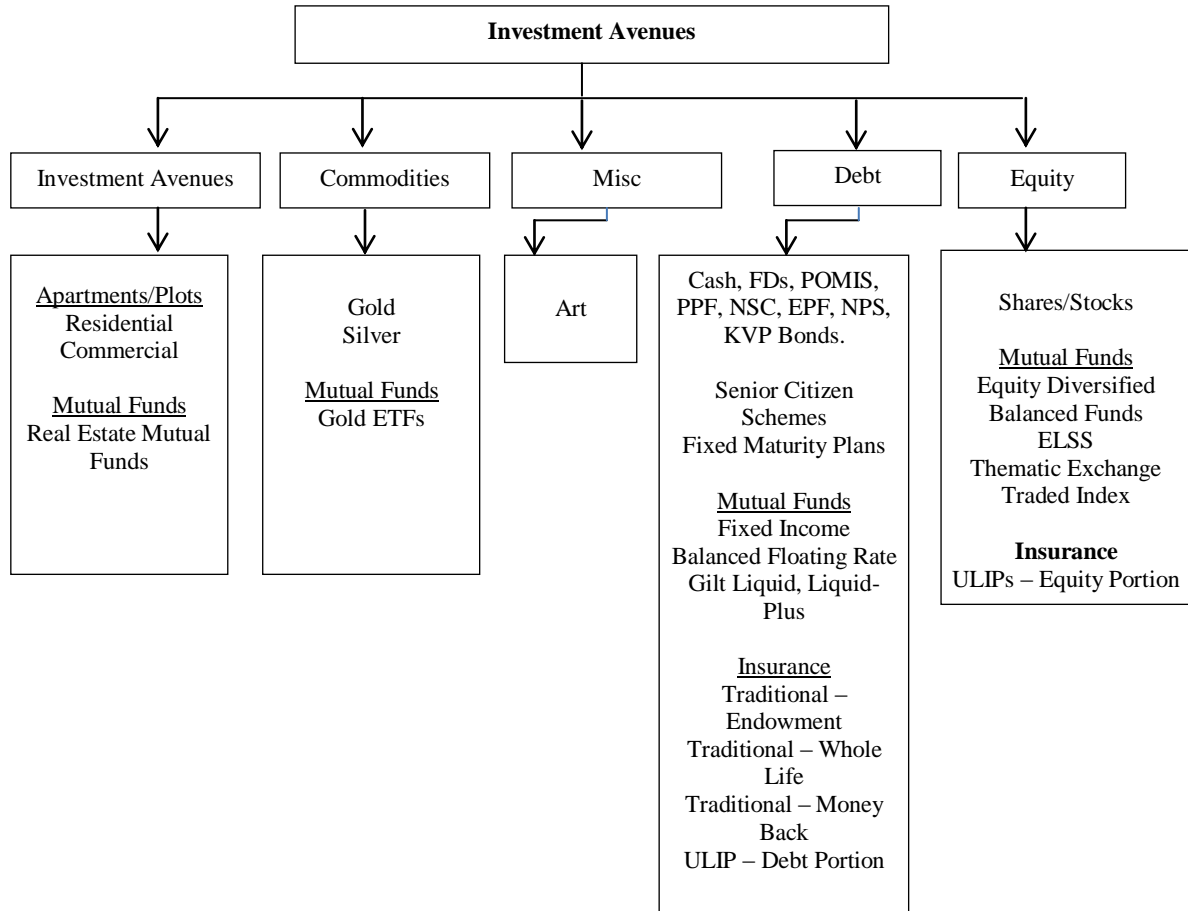 Investment Avenues
Investment Avenues
Commodities
Misc
Debt
Equity
Apartments/Plots
Residential
Commercial
Mutual Funds
Real Estate Mutual
Funds
Gold
Silver
Mutual Funds
Gold ETFs
Art
Cash, FDs, POMIS,
PPF, NSC, EPF, NPS,
KVP Bonds.
Senior Citizen
Schemes
Fixed Maturity Plans
Mutual Funds
Fixed Income
Balanced Floating Rate
Gilt Liquid, Liquid-
Plus
Insurance
Traditional –
Endowment
Traditional – Whole
Life
Traditional – Money
Back
ULIP – Debt Portion
Shares/Stocks
Mutual Funds
Equity Diversified
Balanced Funds
ELSS
Thematic Exchange
Traded Index
Insurance
ULIPs – Equity Portion